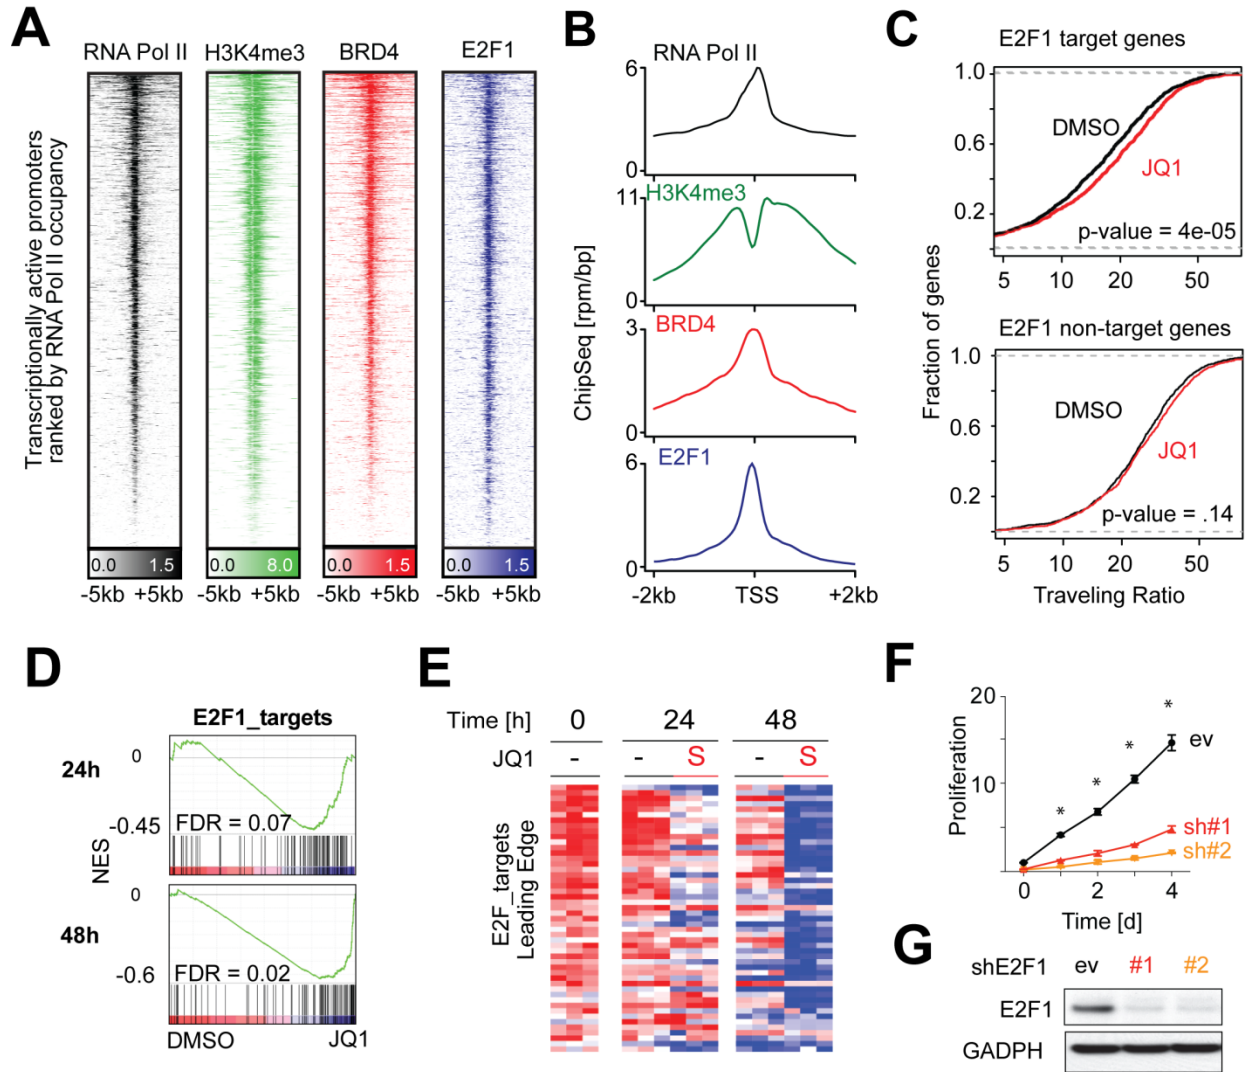 A
RNA Pol II H3K4me3 BRD4 E2F1
Transcriptionally active promoters
ranked by RNA Pol II occupancy
0.0 1.5 0.0 8.0 0.0 1.5 0.0 1.5
-5kb +5kb -5kb +5kb -5kb +5kb -5kb +5kb
B
RNA Pol II
6
0
H3K4me3
11
0
BRD4
3
0
E2F1
6
0
ChipSeq [rpm/bp]
-2kb TSS +2kb
C
E2F1 target genes
1.0
0.6
0.2
DMSO
JQ1
p-value = 4e-05
5 10 20 50
E2F1 non-target genes
1.0
0.6
0.2
DMSO
JQ1
p-value = .14
5 10 20 50
Fraction of genes
Traveling Ratio
D
E2F1_targets
24h
0
-0.45
FDR = 0.07
NES
48h
0
-0.6
FDR = 0.02
DMSO JQ1
E
Time [h] 0 24 48
JQ1 - - S - S
E2F_targets
Leading Edge
F
20
10
Proliferation
* * * *
ev
sh#1
sh#2
0 2 4
Time [d]
G
shE2F1 ev #1 #2
E2F1
GADPH